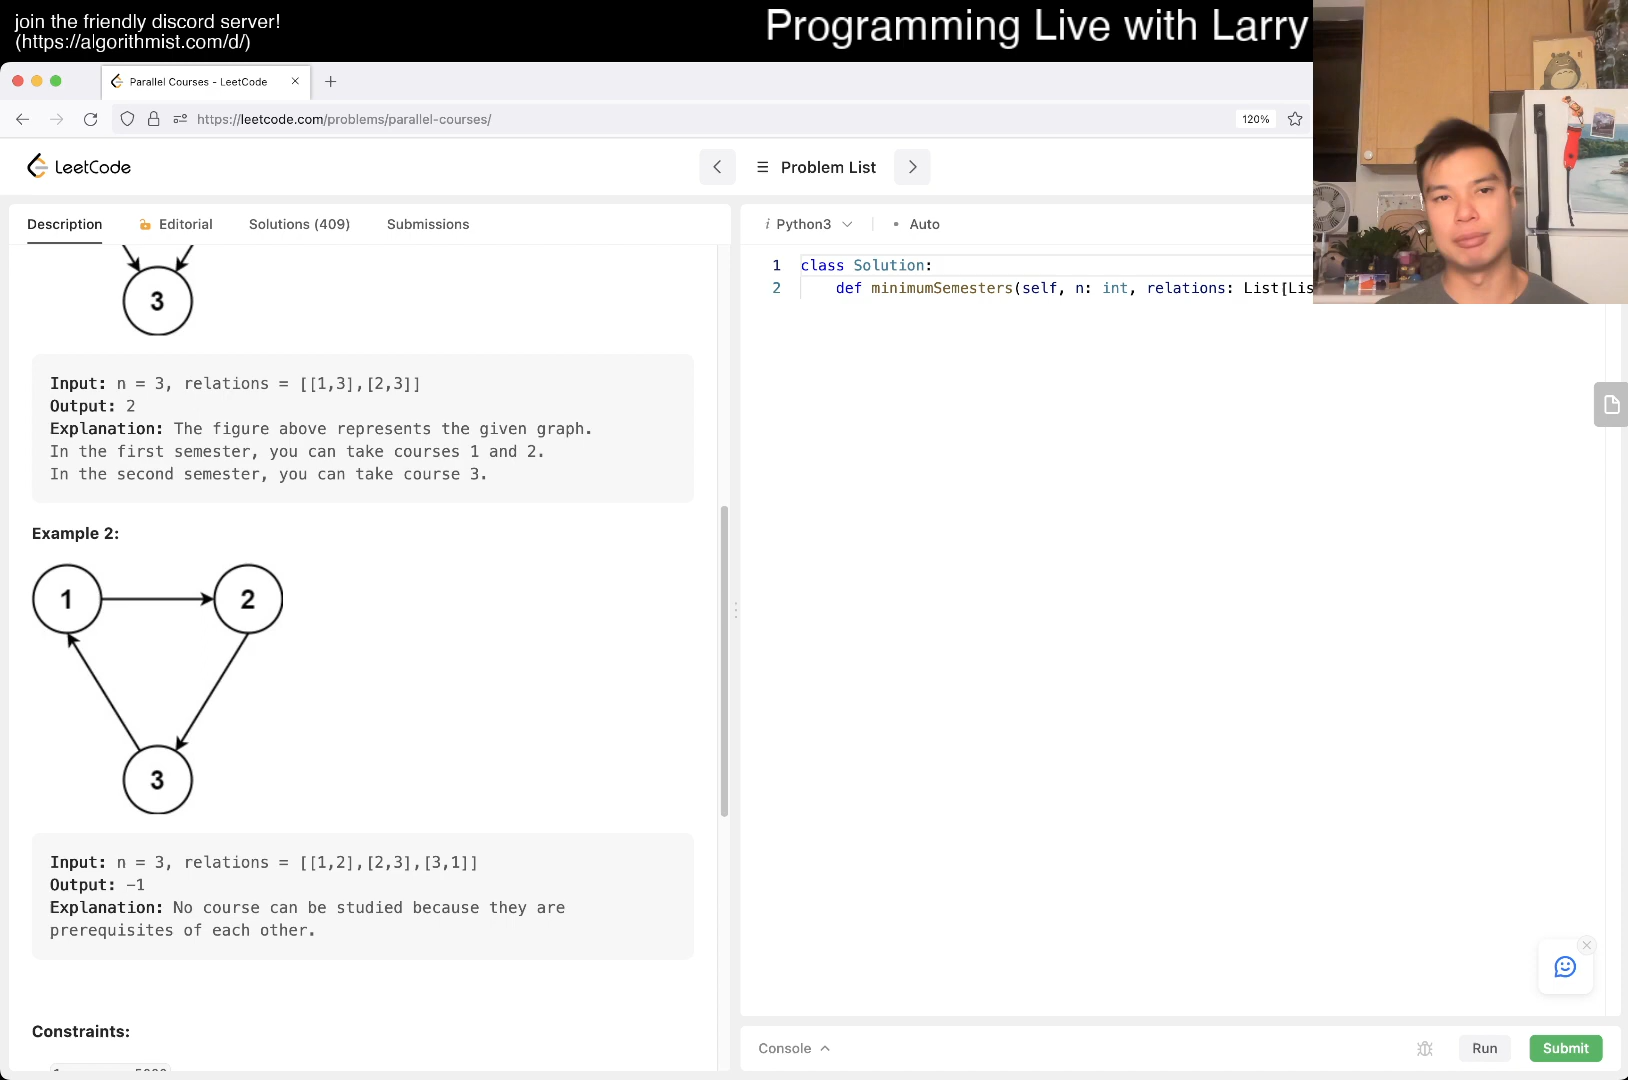 join the friendly discord server!
(https://algorithmist.com/d/)
Programming Live with Larry
Parallel Courses - LeetCode
https://leetcode.com/problems/parallel-courses/
120%
LeetCode
Problem List
Description
Editorial
Solutions (409)
Submissions
i Python3
Auto
3
Input: n = 3, relations = [[1,3],[2,3]]
Output: 2
Explanation: The figure above represents the given graph.
In the first semester, you can take courses 1 and 2.
In the second semester, you can take course 3.
Example 2:
1
2
3
Input: n = 3, relations = [[1,2],[2,3],[3,1]]
Output: -1
Explanation: No course can be studied because they are
prerequisites of each other.
Constraints:
1 class Solution:
2 def minimumSemesters(self, n: int, relations: List[Lis
Console
Run
Submit